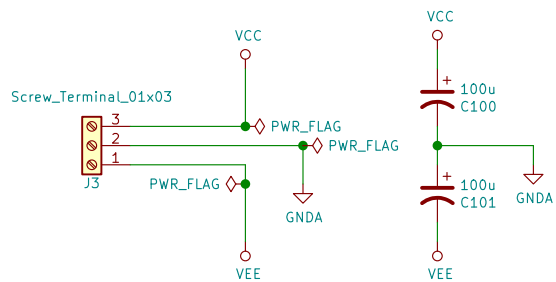 VCC
VCC
Screw_Terminal_01x03
+
100u
C100
3
PWR_FLAG
2
PWR_FLAG
1
J3
PWR_FLAG
+
100u
C101
GNDA
GNDA
VEE
VEE